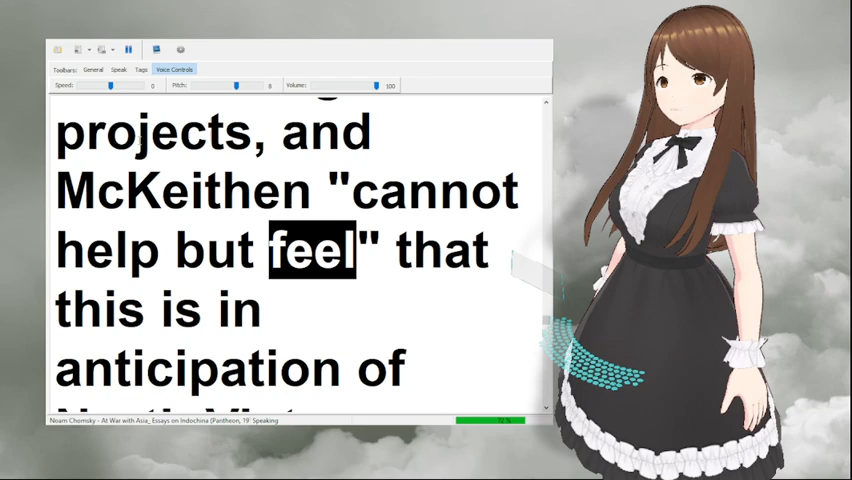 Toolbars: General Speak Tags Voice Controls
Speed: 0 Pitch: 8 Volume: 100
projects, and
McKeithen "cannot
help but feel" that
this is in
anticipation of
Noam Chomsky - At War with Asia_ Essays on Indochina (Pantheon, 19 Speaking 72 %